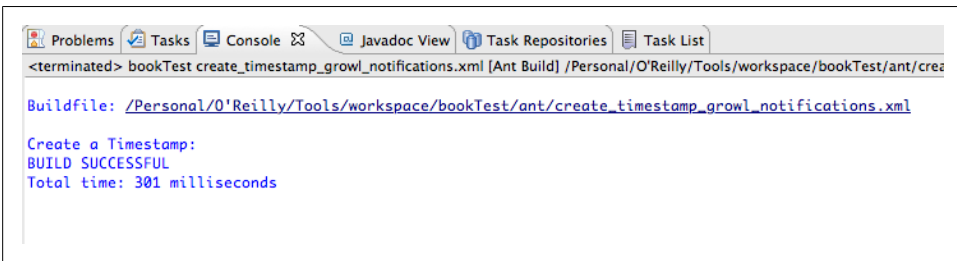 Problems Tasks Console Javadoc View Task Repositories Task List
<terminated> bookTest create_timestamp_growl_notifications.xml [Ant Build] /Personal/O'Reilly/Tools/workspace/bookTest/ant/crea
Buildfile: /Personal/O'Reilly/Tools/workspace/bookTest/ant/create_timestamp_growl_notifications.xml
Create a Timestamp:
BUILD SUCCESSFUL
Total time: 301 milliseconds